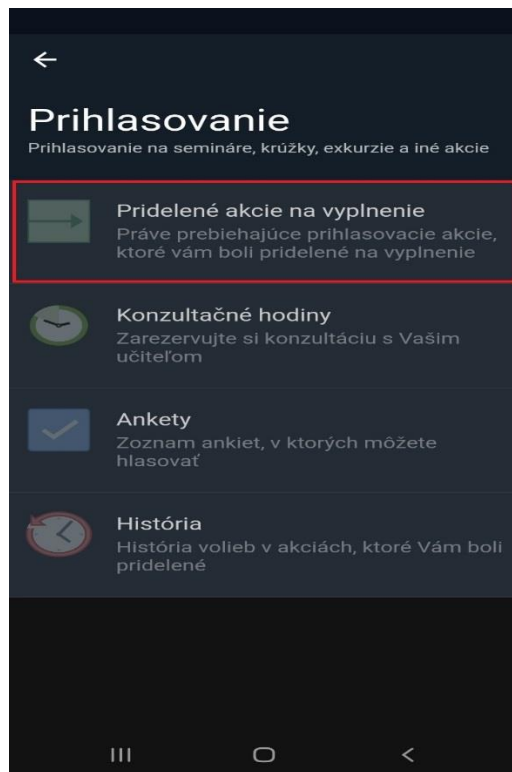 Prihlasovanie
Prihlasovanie na semináre, krúžky, exkurzie a iné akcie
Pridelené akcie na vyplnenie
Práve prebiehajúce prihlasovacie akcie,
ktoré vám boli pridelené na vyplnenie
Konzultačné hodiny
Zarezervujte si konzultáciu s Vašim
učiteľom
Ankety
Zoznam ankiet, v ktorých môžete
hlasovať
História
História volieb v akciách, ktoré Vám boli
pridelené